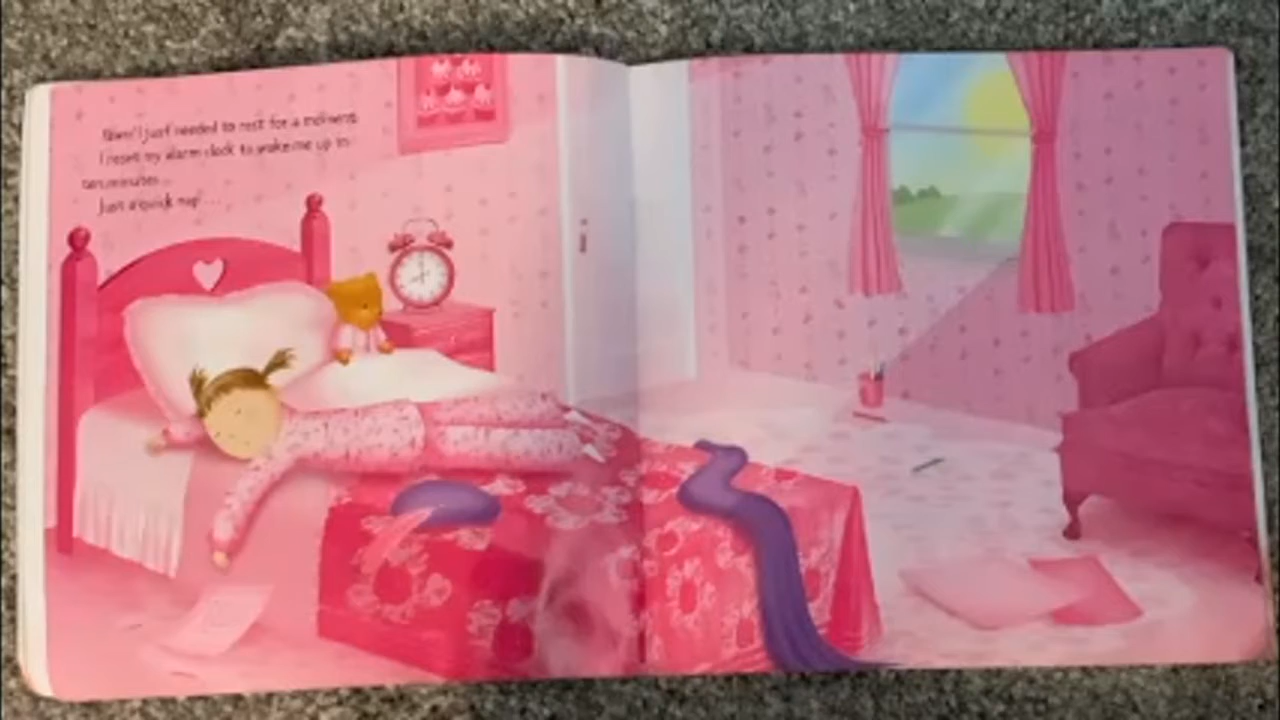 I just needed to rest for a moment.
I reset my alarm clock to wake me up in
ten minutes...
Just a quick nap...